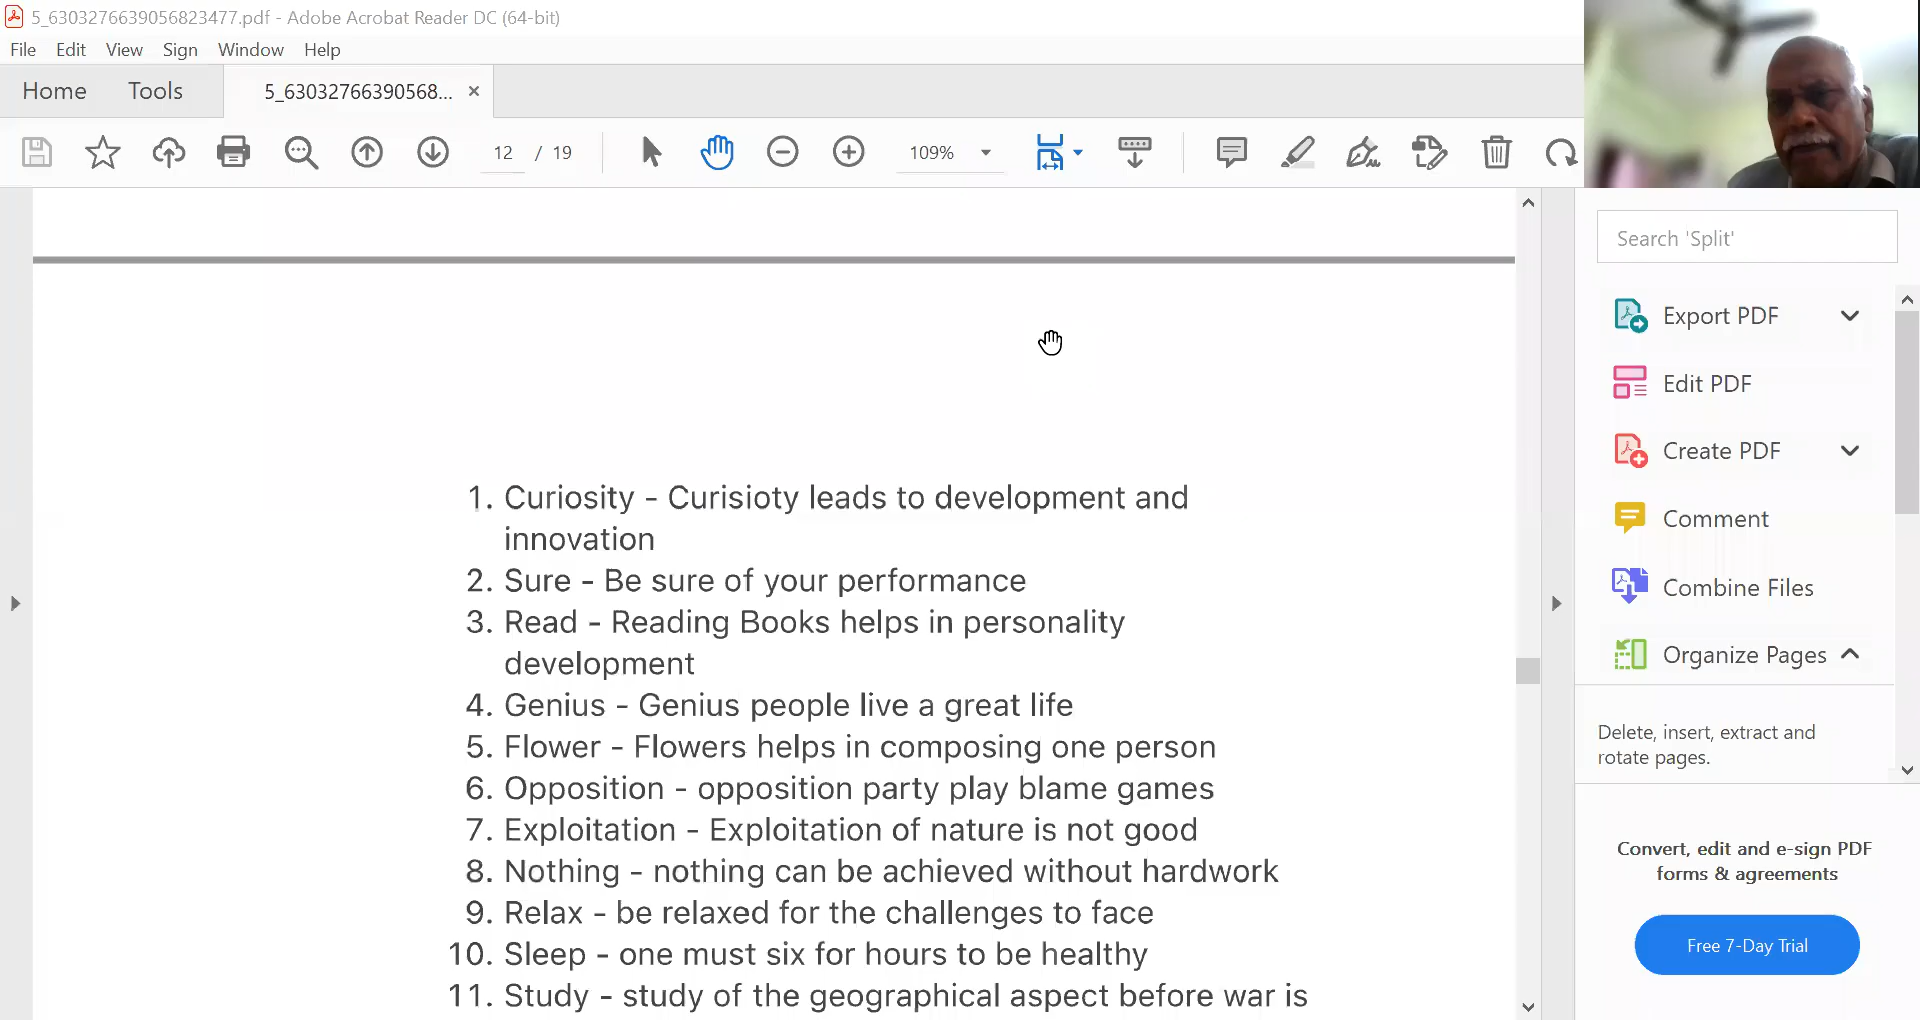 5_6303276639056823477.pdf - Adobe Acrobat Reader DC (64-bit)
File Edit View Sign Window Help
Home Tools 5_63032766390568... ×
12 / 19 109%
Search 'Split'
Export PDF
Edit PDF
Create PDF
Comment
Combine Files
Organize Pages
Delete, insert, extract and
rotate pages.
Convert, edit and e-sign PDF
forms & agreements
Free 7-Day Trial
1. Curiosity - Curisioty leads to development and
innovation
2. Sure - Be sure of your performance
3. Read - Reading Books helps in personality
development
4. Genius - Genius people live a great life
5. Flower - Flowers helps in composing one person
6. Opposition - opposition party play blame games
7. Exploitation - Exploitation of nature is not good
8. Nothing - nothing can be achieved without hardwork
9. Relax - be relaxed for the challenges to face
10. Sleep - one must six for hours to be healthy
11. Study - study of the geographical aspect before war is